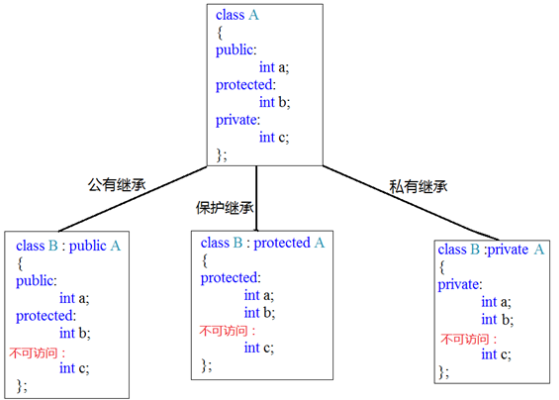 class A
{
public:
int a;
protected:
int b;
private:
int c;
};
公有继承
保护继承
私有继承
class B : public A
{
public:
int a;
protected:
int b;
不可访问：
int c;
};
class B : protected A
{
protected:
int a;
int b;
不可访问：
int c;
};
class B :private A
{
private:
int a;
int b;
不可访问：
int c;
};